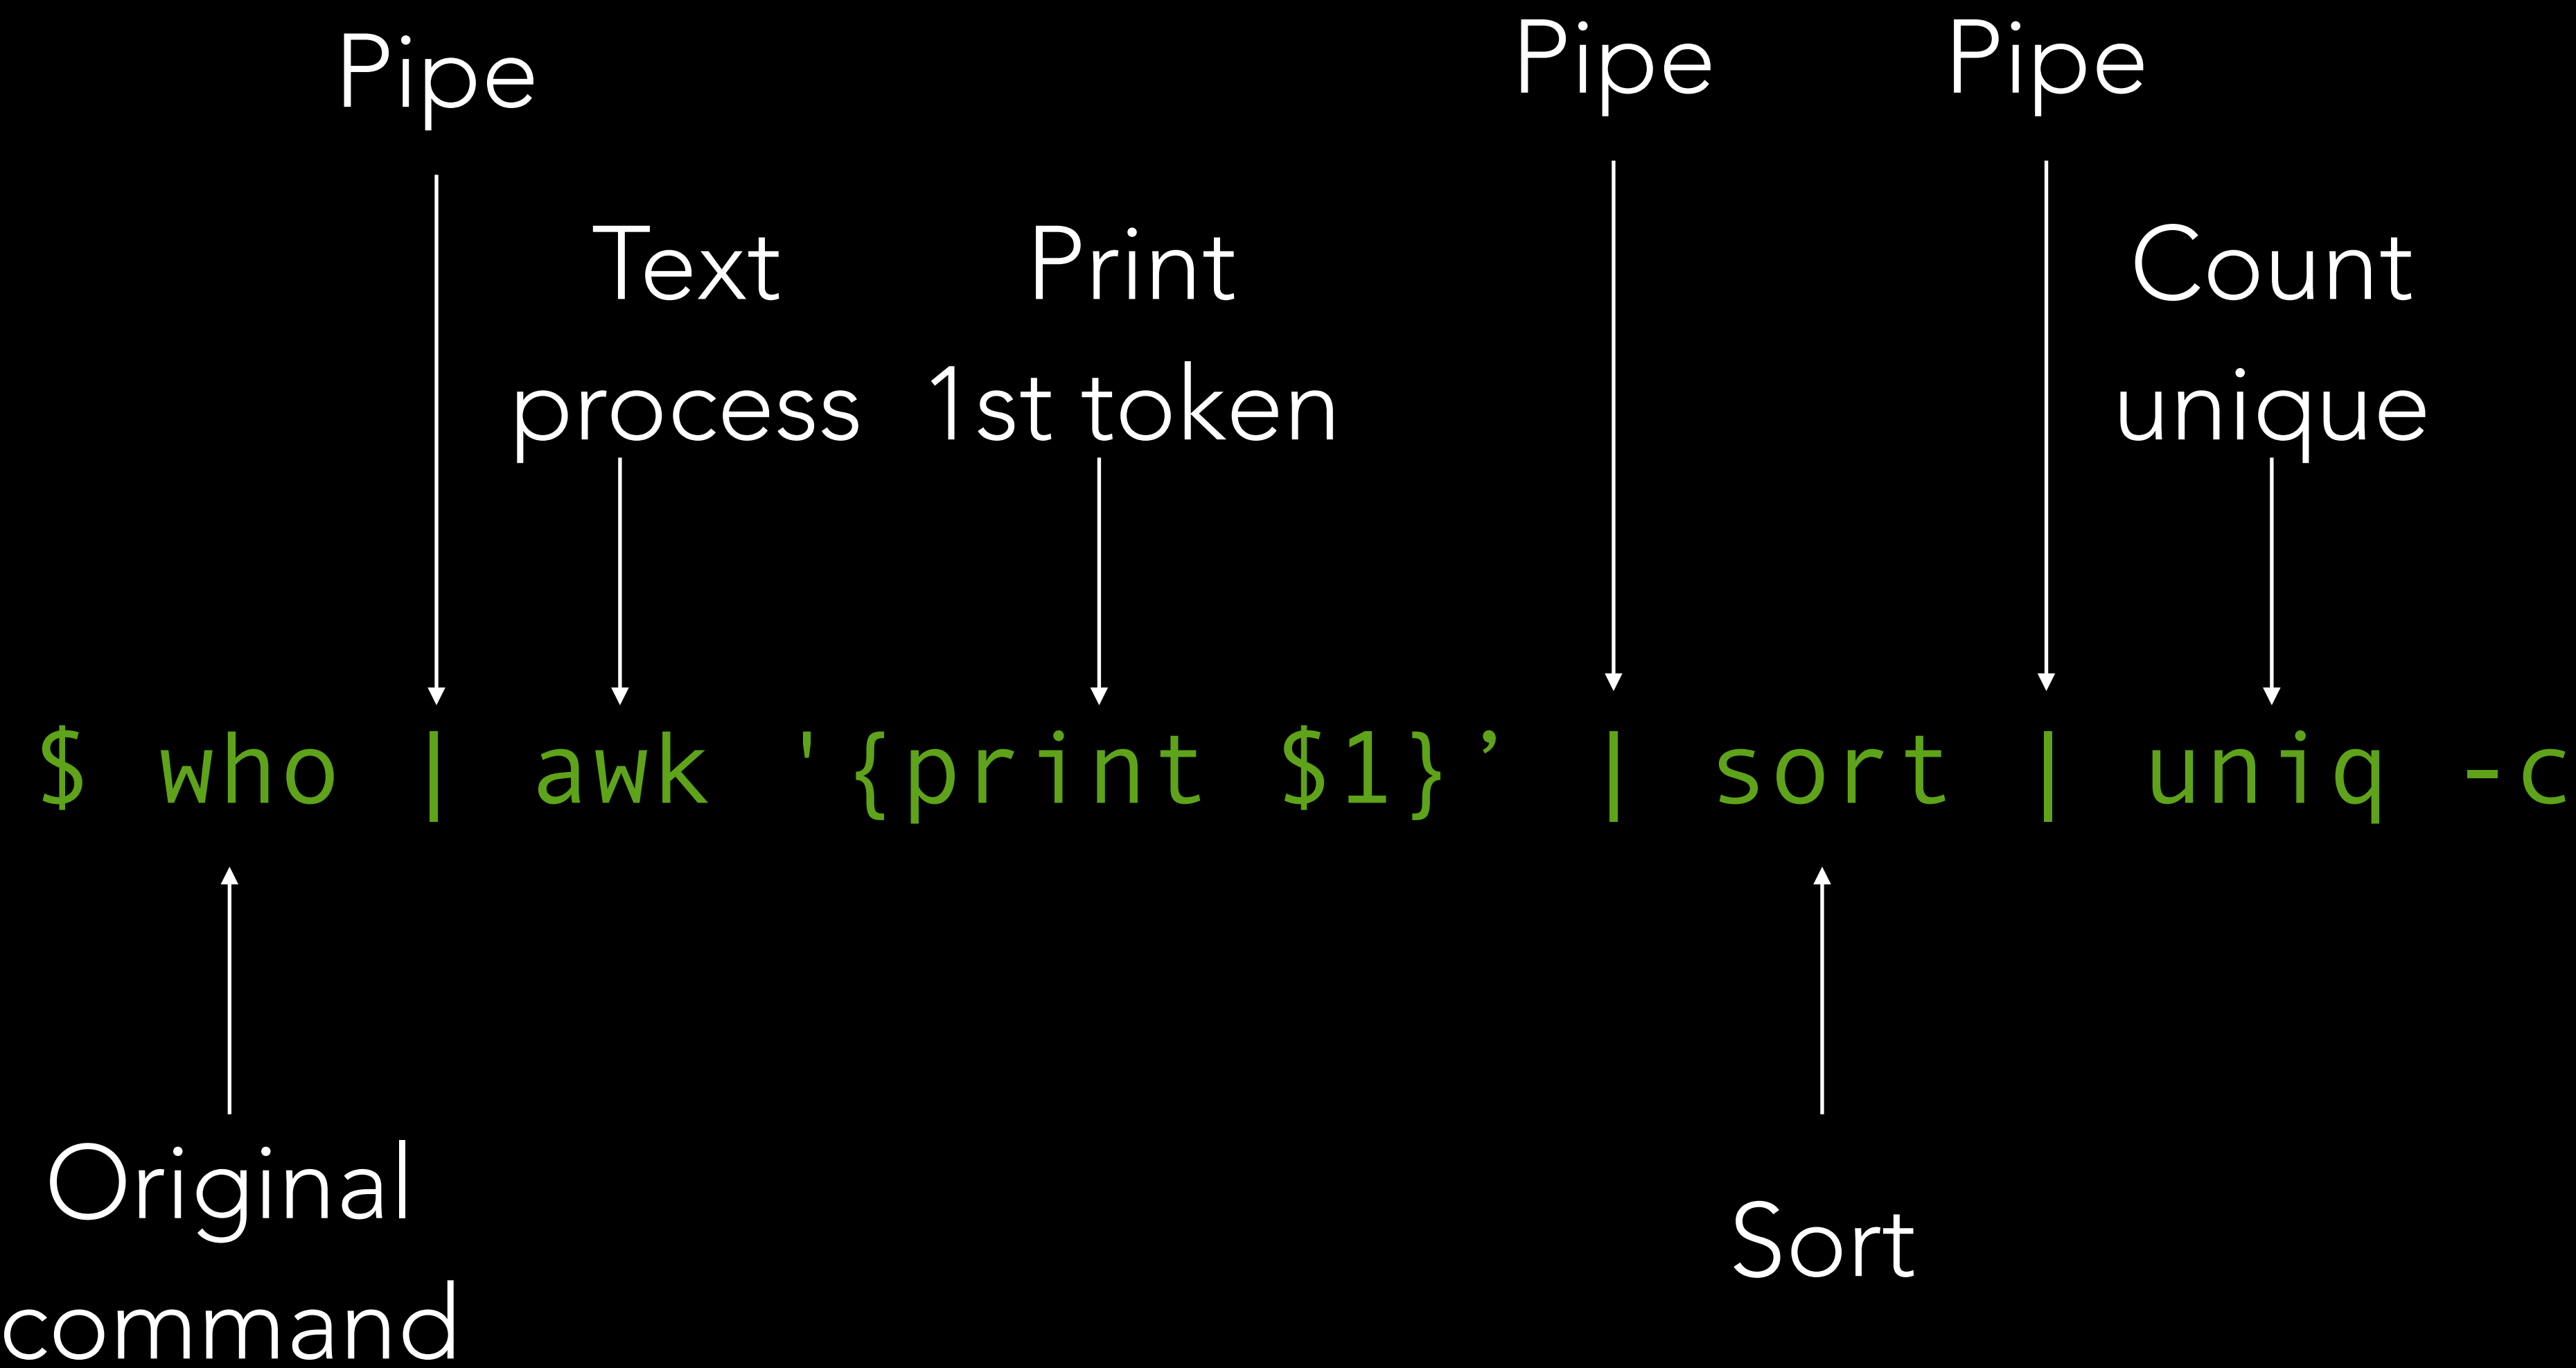 Pipe
Pipe
Pipe
Text
process
Print
1st token
Count
unique
$ who | awk '{print $1}’ | sort | uniq -c
Original
command
Sort